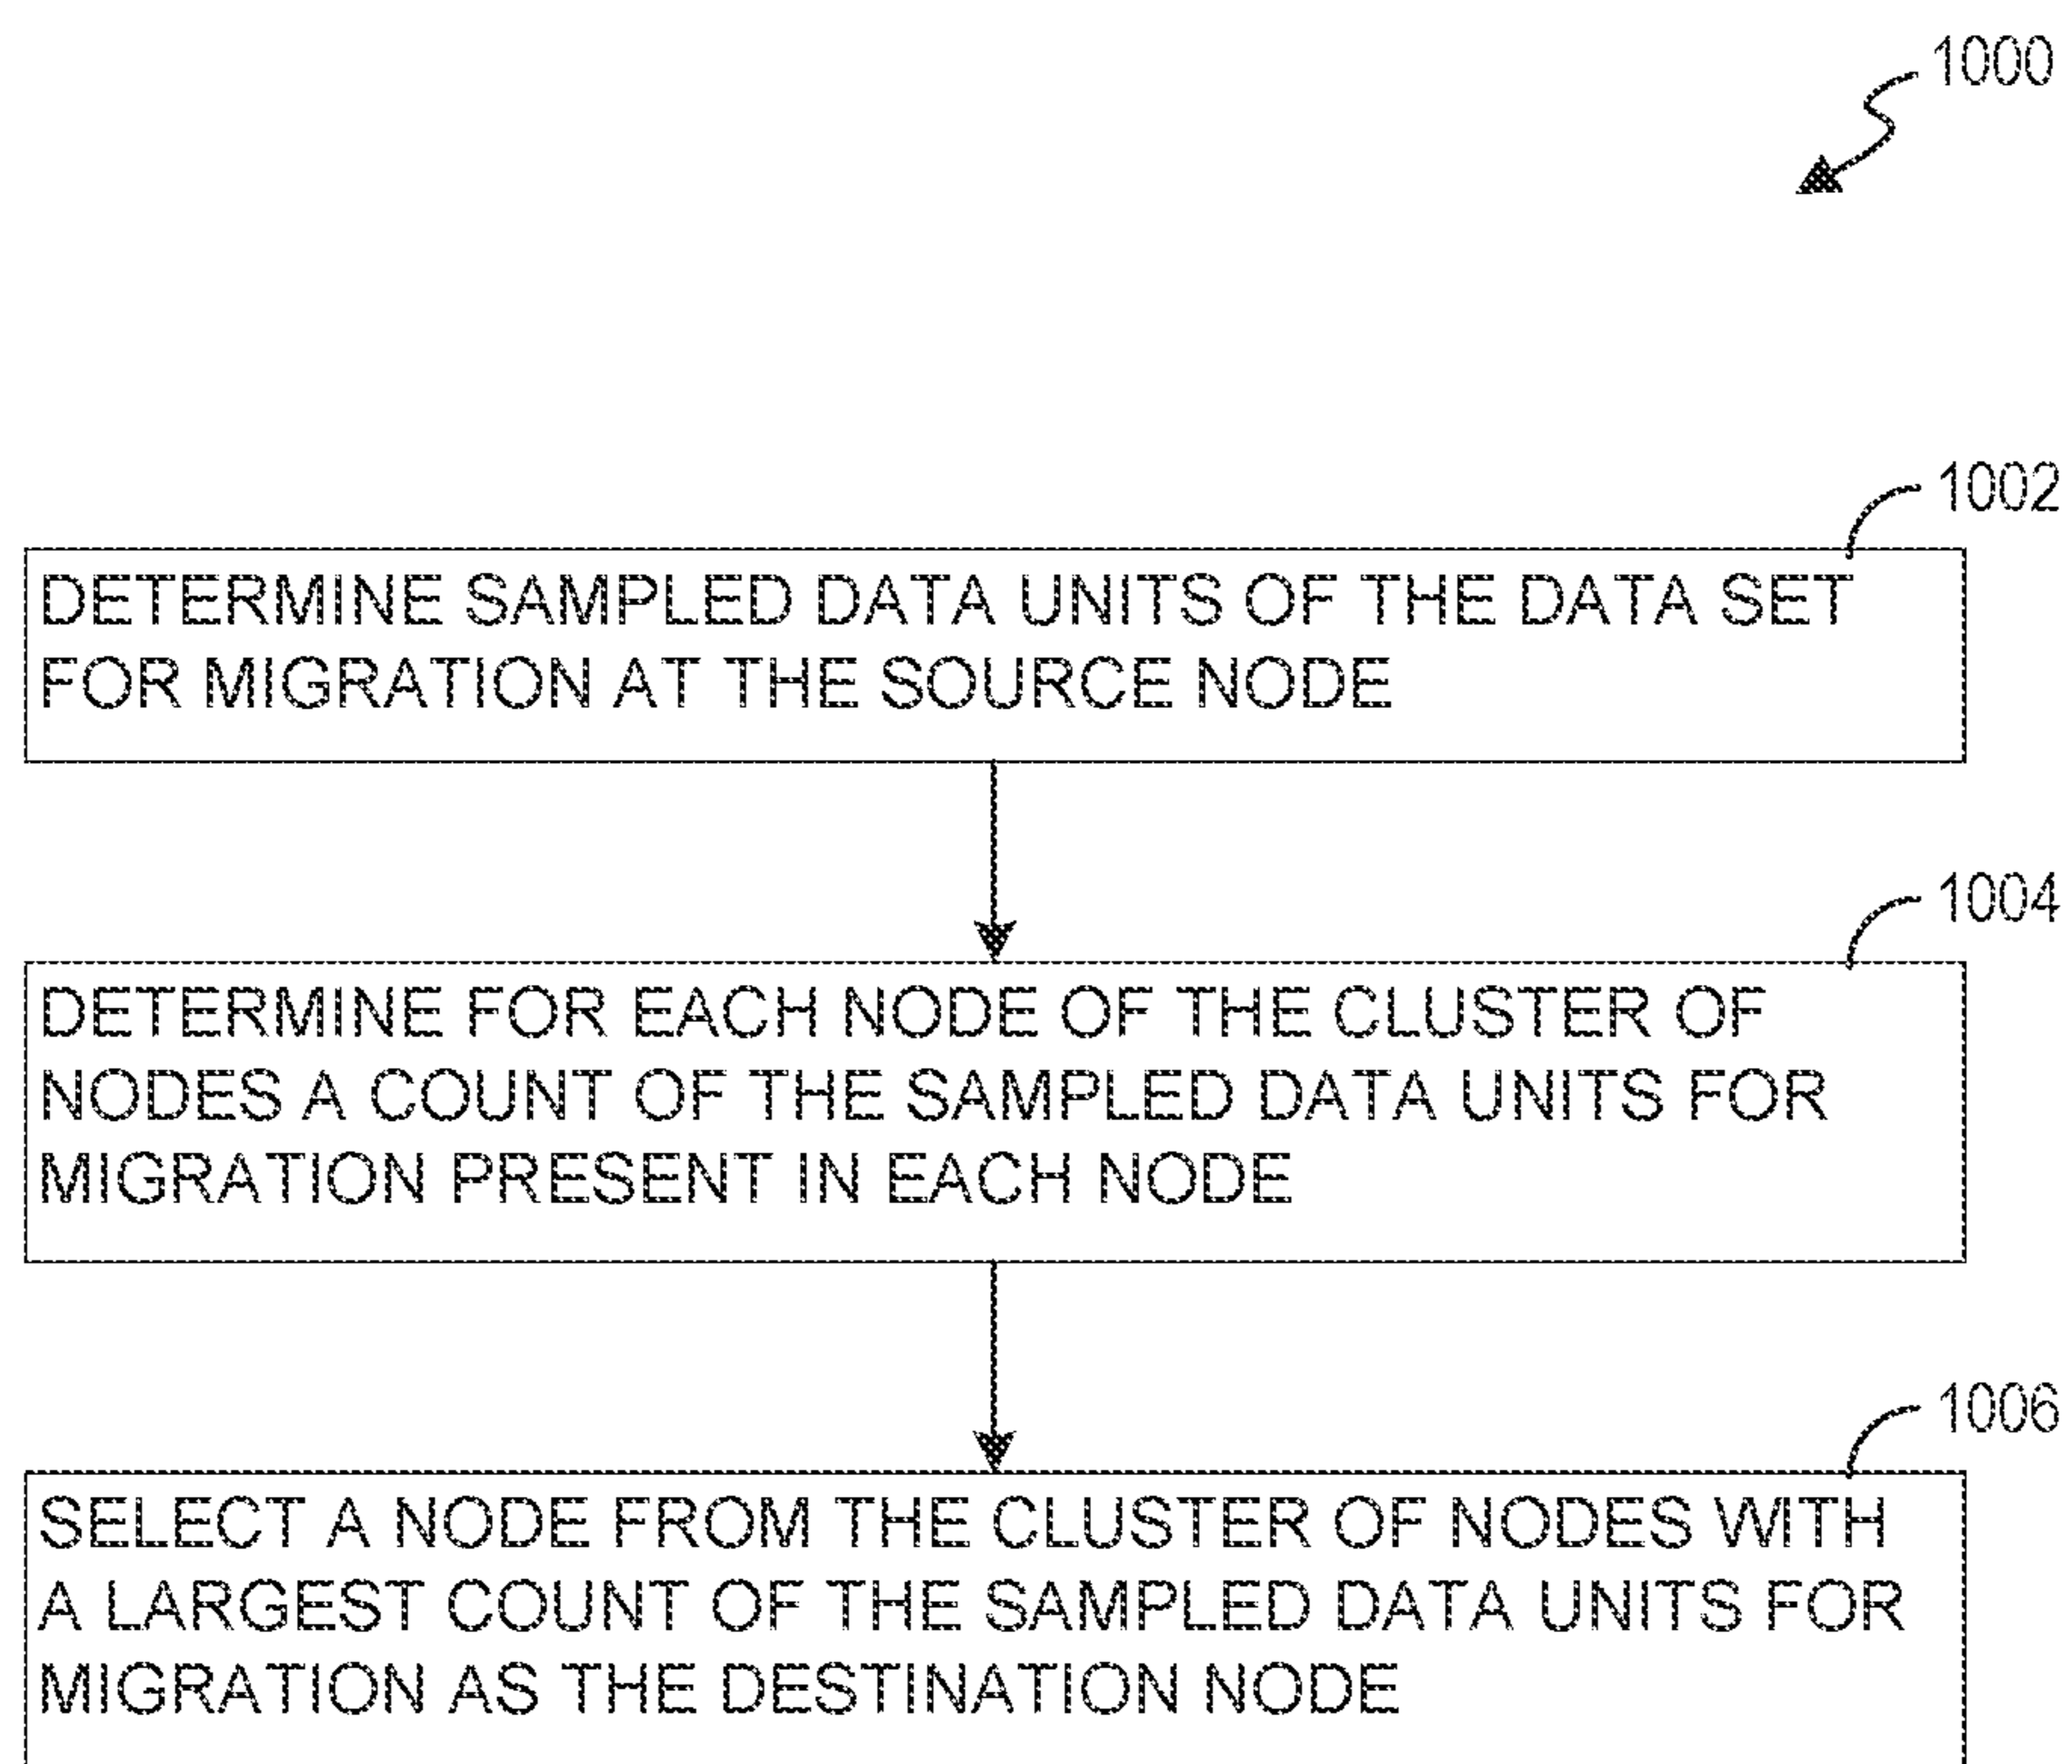 1000
1002
DETERMINE SAMPLED DATA UNITS OF THE DATA SET
FOR MIGRATION AT THE SOURCE NODE
1004
DETERMINE FOR EACH NODE OF THE CLUSTER OF
NODES A COUNT OF THE SAMPLED DATA UNITS FOR
MIGRATION PRESENT IN EACH NODE
1006
SELECT A NODE FROM THE CLUSTER OF NODES WITH
A LARGEST COUNT OF THE SAMPLED DATA UNITS FOR
MIGRATION AS THE DESTINATION NODE